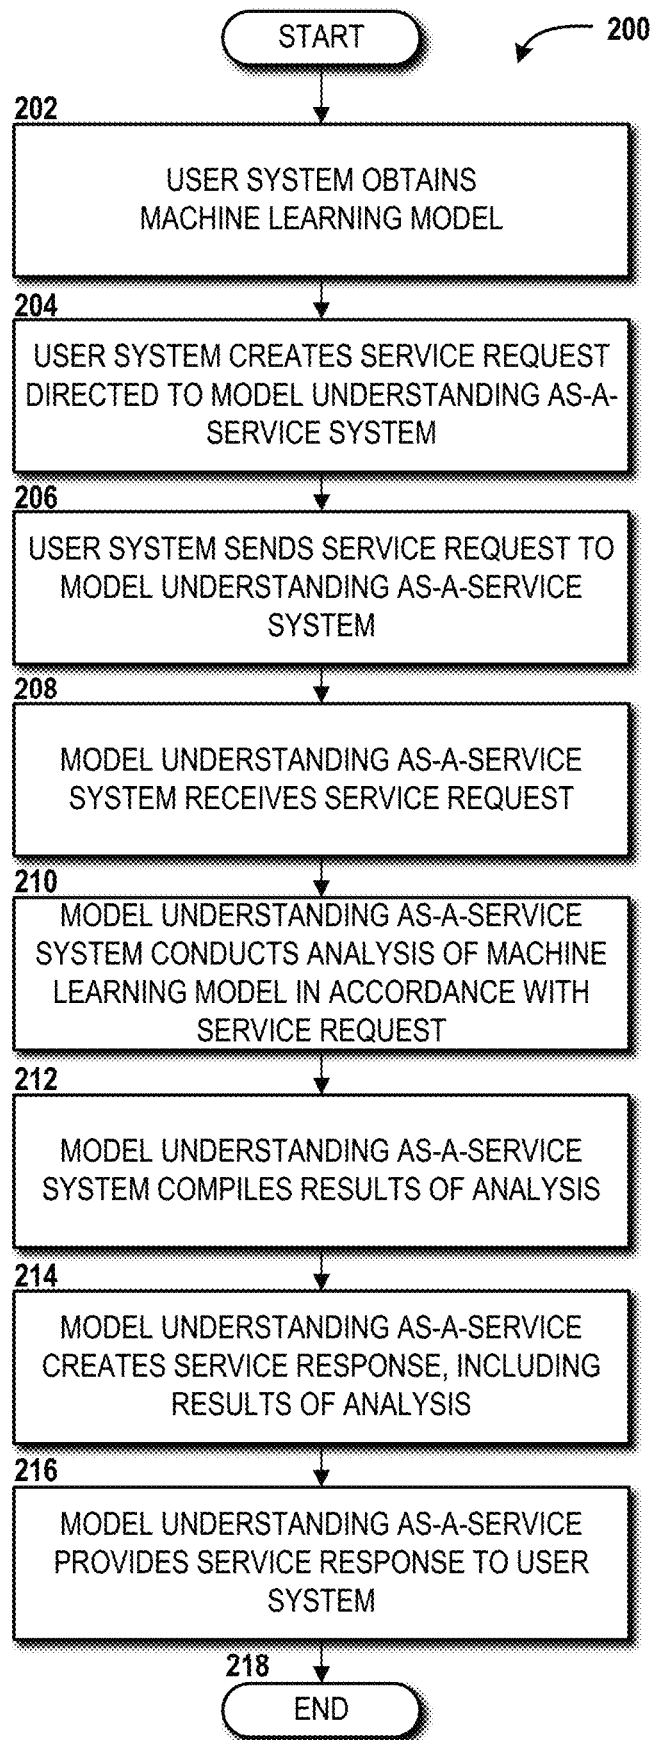 START
200
202
USER SYSTEM OBTAINS
MACHINE LEARNING MODEL
204
USER SYSTEM CREATES SERVICE REQUEST
DIRECTED TO MODEL UNDERSTANDING AS-A-
SERVICE SYSTEM
206
USER SYSTEM SENDS SERVICE REQUEST TO
MODEL UNDERSTANDING AS-A-SERVICE
SYSTEM
208
MODEL UNDERSTANDING AS-A-SERVICE
SYSTEM RECEIVES SERVICE REQUEST
210
MODEL UNDERSTANDING AS-A-SERVICE
SYSTEM CONDUCTS ANALYSIS OF MACHINE
LEARNING MODEL IN ACCORDANCE WITH
SERVICE REQUEST
212
MODEL UNDERSTANDING AS-A-SERVICE
SYSTEM COMPILES RESULTS OF ANALYSIS
214
MODEL UNDERSTANDING AS-A-SERVICE
CREATES SERVICE RESPONSE, INCLUDING
RESULTS OF ANALYSIS
216
MODEL UNDERSTANDING AS-A-SERVICE
PROVIDES SERVICE RESPONSE TO USER
SYSTEM
218
END